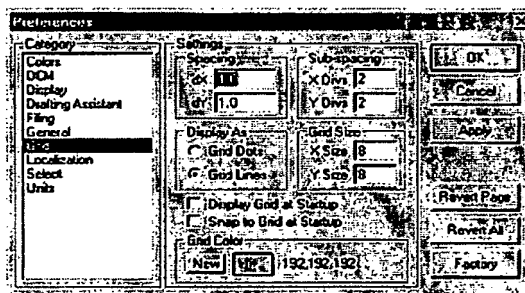 Preferences
Category
Colors
DCM
Display
Drafting Assistant
Filing
General
Grid
Localization
Select
Units
Settings
Spacing
dX 1.0
dY 1.0
Sub-spacing
X Divs 2
Y Divs 2
Display As
Grid Dots
Grid Lines
Grid Size
X Size 8
Y Size 8
Display Grid at Startup
Snap to Grid at Startup
Grid Color
New 192,192,192
OK
Cancel
Apply
Revert Page
Revert All
Factory